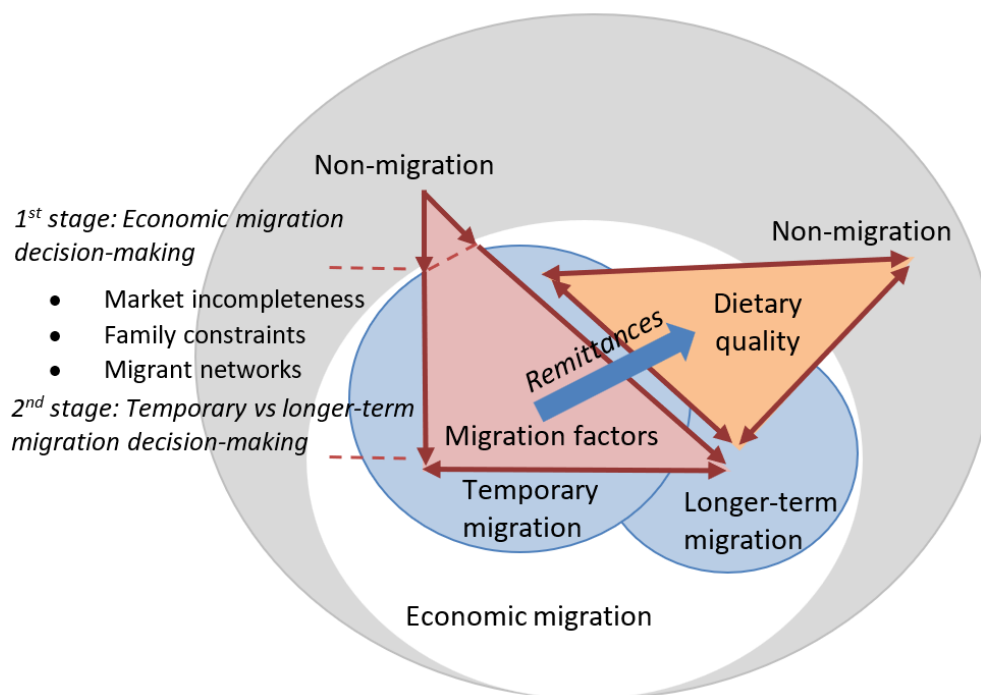 Non-migration
1st stage: Economic migration
decision-making
• Market incompleteness
• Family constraints
• Migrant networks
2nd stage: Temporary vs longer-term
migration decision-making
Non-migration
Dietary
quality
Remittances
Migration factors
Temporary
migration
Longer-term
migration
Economic migration